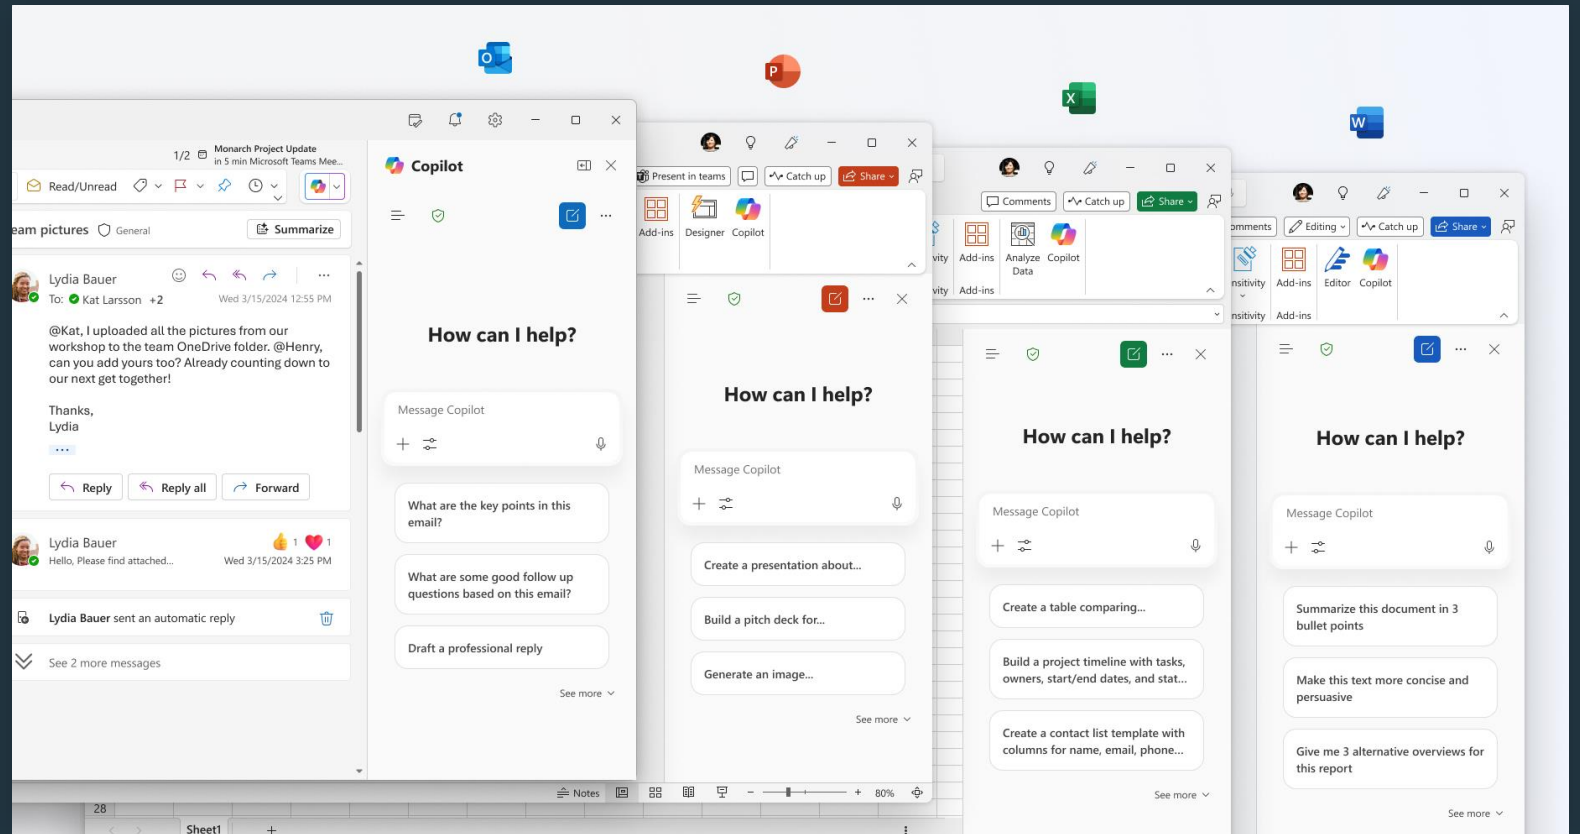 O
P
X
W
1/2
Monarch Project Update
in 5 min Microsoft Teams Mee...
Read/Unread
eam pictures
General
Summarize
Lydia Bauer
To: Kat Larsson +2
Wed 3/15/2024 12:55 PM
@Kat, I uploaded all the pictures from our
workshop to the team OneDrive folder. @Henry,
can you add yours too? Already counting down to
our next get together!
Thanks,
Lydia
...
Reply
Reply all
Forward
Lydia Bauer
👍 1 ❤️ 1
Hello, Please find attached...
Wed 3/15/2024 3:25 PM
Lydia Bauer sent an automatic reply
See 2 more messages
Copilot
How can I help?
Message Copilot
What are the key points in this
email?
What are some good follow up
questions based on this email?
Draft a professional reply
See more
Present in teams
Catch up
Share
Add-ins
Designer
Copilot
How can I help?
Message Copilot
Create a presentation about...
Build a pitch deck for...
Generate an image...
See more
Notes
80%
28
Sheet1
Comments
Catch up
Share
vity
Add-ins
Analyze
Data
Copilot
vity
Add-ins
How can I help?
Message Copilot
Create a table comparing...
Build a project timeline with tasks,
owners, start/end dates, and stat...
Create a contact list template with
columns for name, email, phone...
See more
omments
Editing
Catch up
Share
nsitivity
Add-ins
Editor
Copilot
nsitivity
Add-ins
How can I help?
Message Copilot
Summarize this document in 3
bullet points
Make this text more concise and
persuasive
Give me 3 alternative overviews for
this report
See more